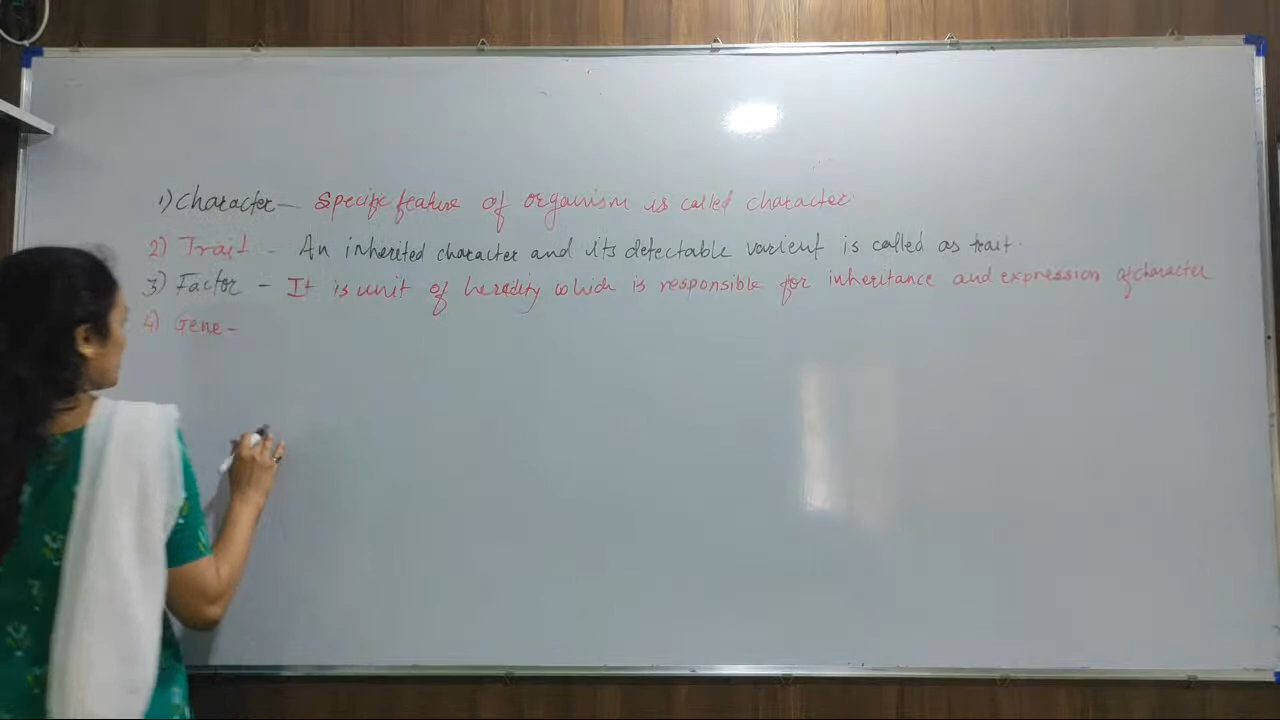 1) Character - Specific feature of organism is called character.
2) Trait - An inherited character and its detectable varient is called as trait.
3) Factor - It is unit of heredity which is responsible for inheritance and expression of character
4) Gene -